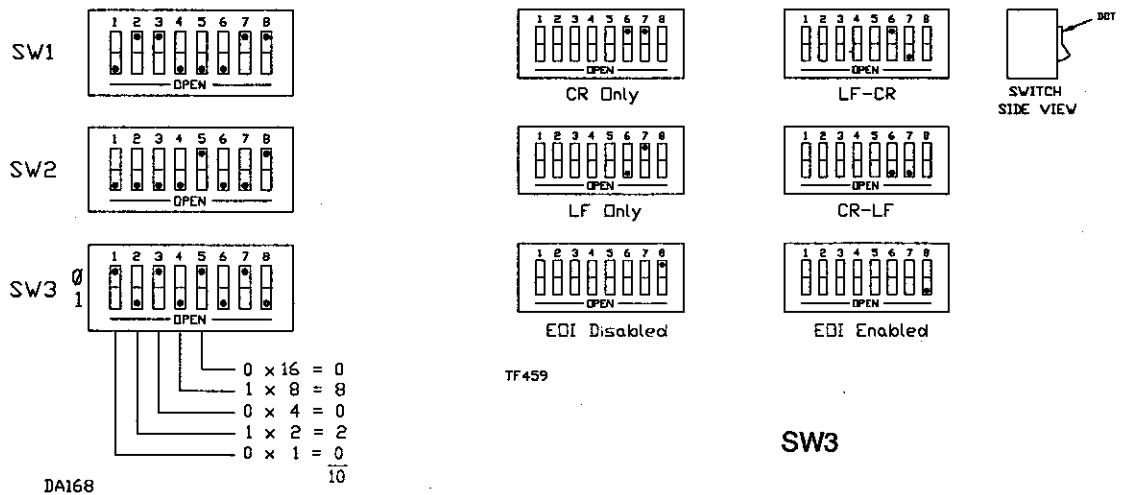 SW1
1 2 3 4 5 6 7 8
OPEN
SW2
1 2 3 4 5 6 7 8
OPEN
SW3
Ø
1
1 2 3 4 5 6 7 8
OPEN
0 × 16 = 0
1 × 8 = 8
0 × 4 = 0
1 × 2 = 2
0 × 1 = 0
10
DA168
1 2 3 4 5 6 7 8
OPEN
CR Only
1 2 3 4 5 6 7 8
OPEN
LF-CR
DOT
SWITCH
SIDE VIEW
1 2 3 4 5 6 7 8
OPEN
LF Only
1 2 3 4 5 6 7 8
OPEN
CR-LF
1 2 3 4 5 6 7 8
OPEN
EOI Disabled
1 2 3 4 5 6 7 8
OPEN
EOI Enabled
TF459
SW3